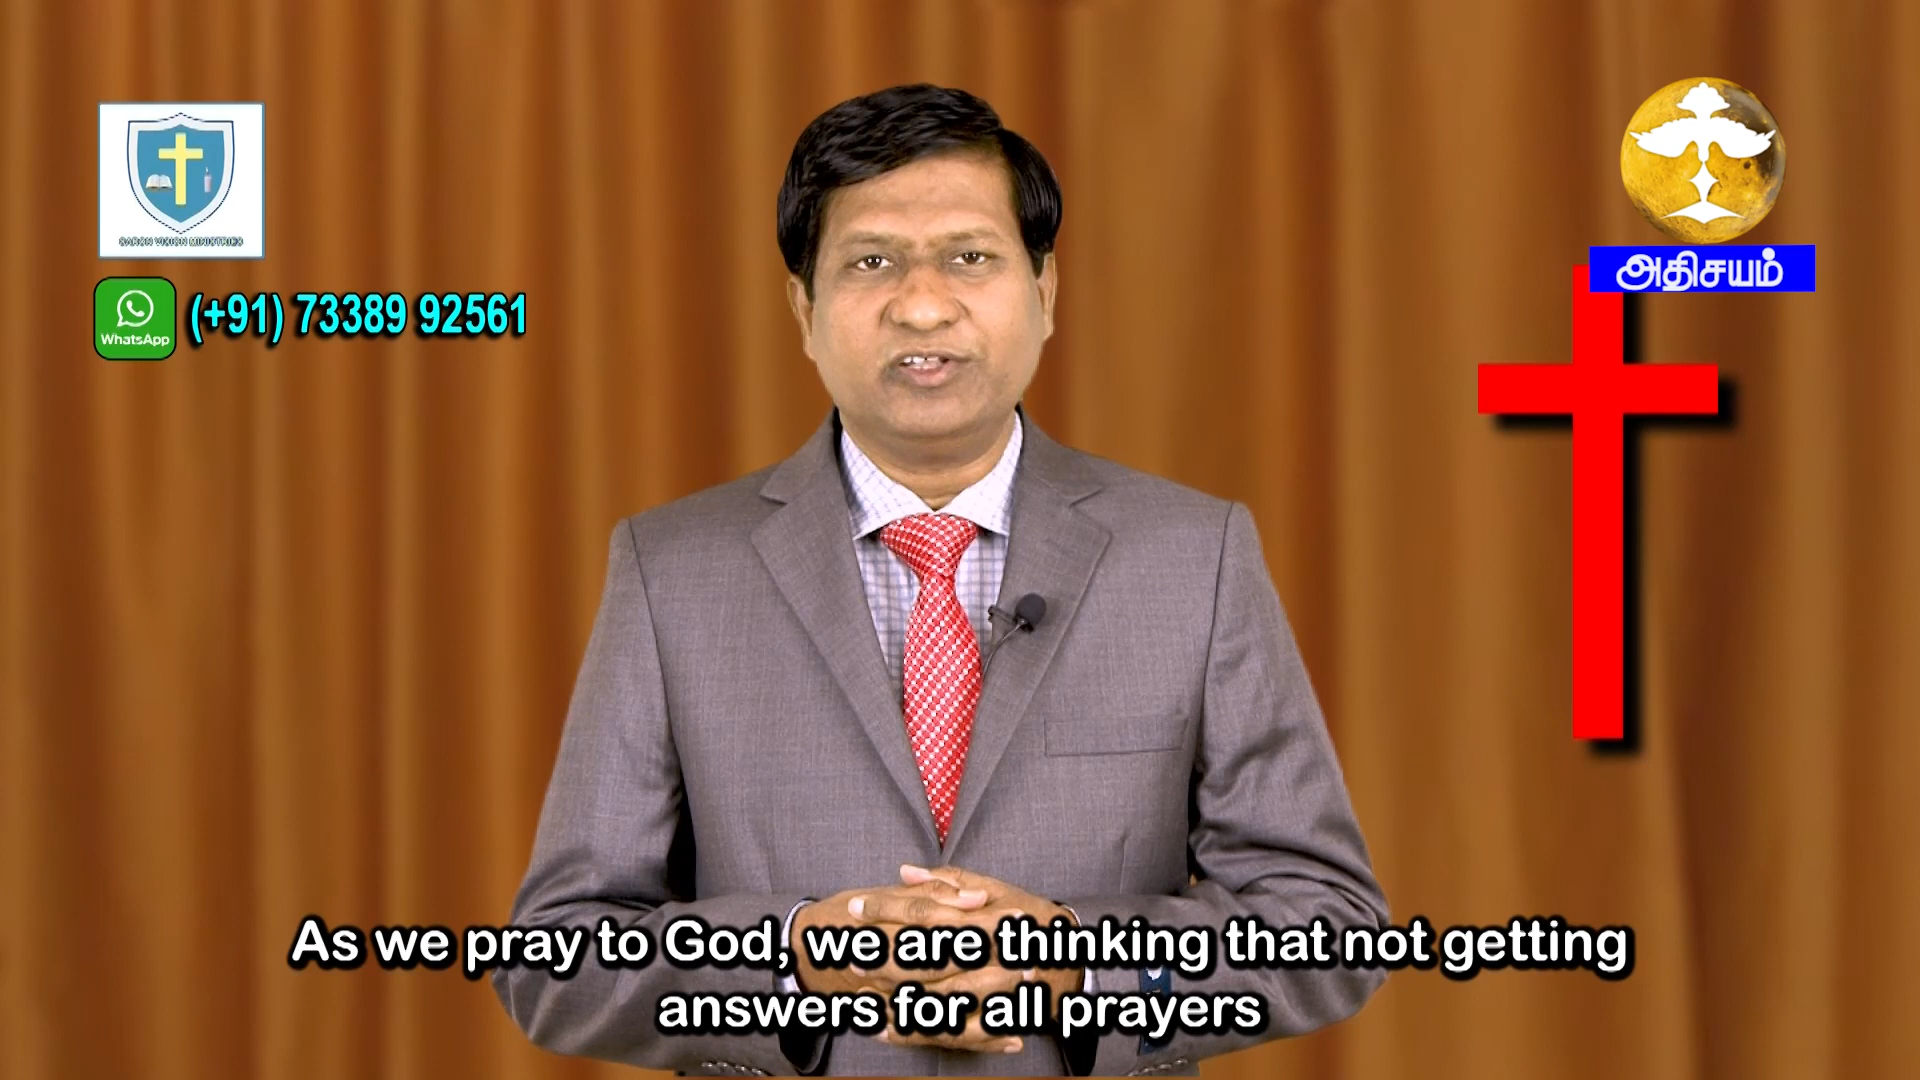 அதிசயம்
WhatsApp
(+91) 73389 92561
As we pray to God, we are thinking that not getting
answers for all prayers